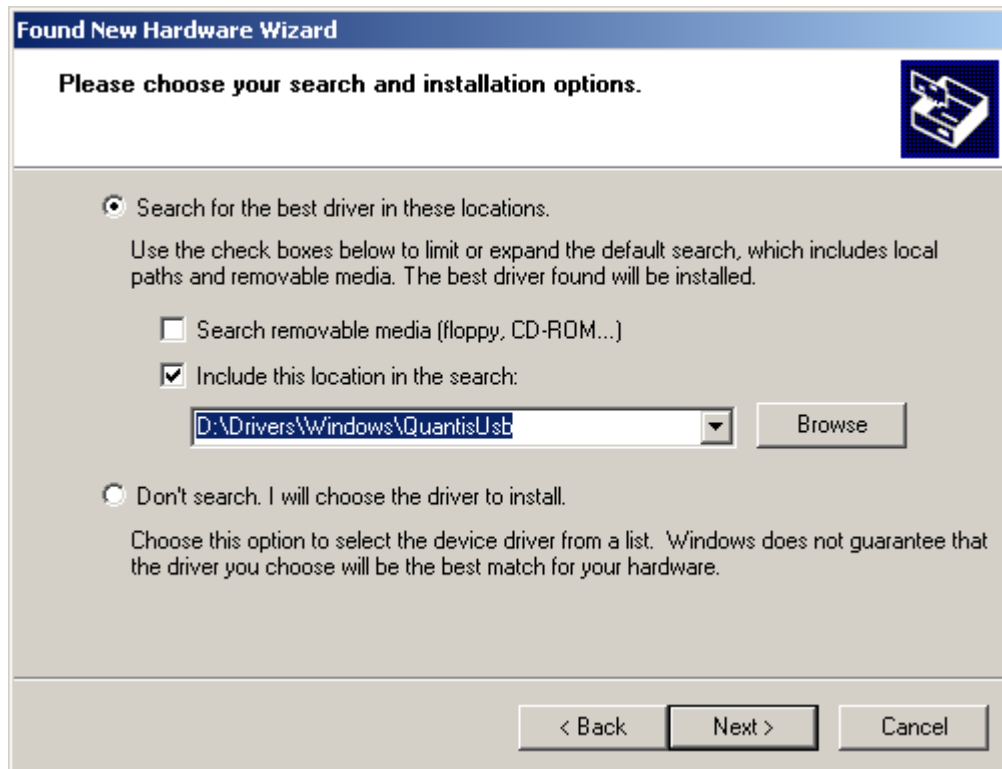 Found New Hardware Wizard
Please choose your search and installation options.
Search for the best driver in these locations.
Use the check boxes below to limit or expand the default search, which includes local
paths and removable media. The best driver found will be installed.
Search removable media (floppy, CD-ROM...)
Include this location in the search:
D:\Drivers\Windows\QuantisUsb
Browse
Don't search. I will choose the driver to install.
Choose this option to select the device driver from a list.  Windows does not guarantee that
the driver you choose will be the best match for your hardware.
< Back
Next >
Cancel